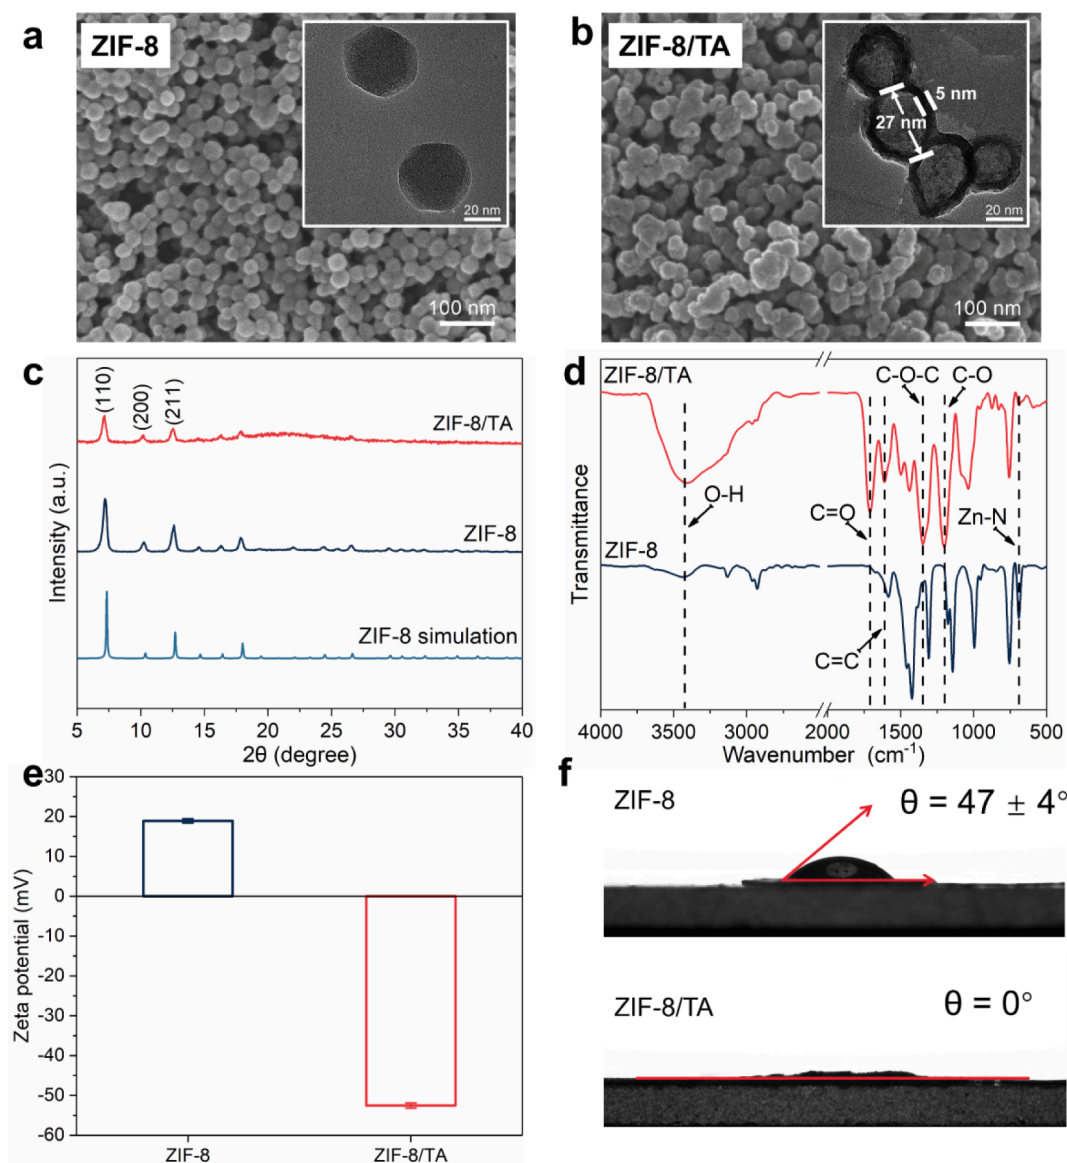 a
ZIF-8
20 nm
100 nm
b
ZIF-8/TA
5 nm
27 nm
20 nm
100 nm
c
(110)
(200)
(211)
ZIF-8/TA
ZIF-8
ZIF-8 simulation
Intensity (a.u.)
5 10 15 20 25 30 35 40
2θ (degree)
d
ZIF-8/TA
C-O-C C-O
O-H
C=O
Zn-N
ZIF-8
C=C
Transmittance
4000 3500 3000 2000 1500 1000 500
Wavenumber (cm⁻¹)
e
Zeta potential (mV)
30
20
10
0
-10
-20
-30
-40
-50
-60
ZIF-8 ZIF-8/TA
f
ZIF-8
θ = 47 ± 4°
ZIF-8/TA
θ = 0°